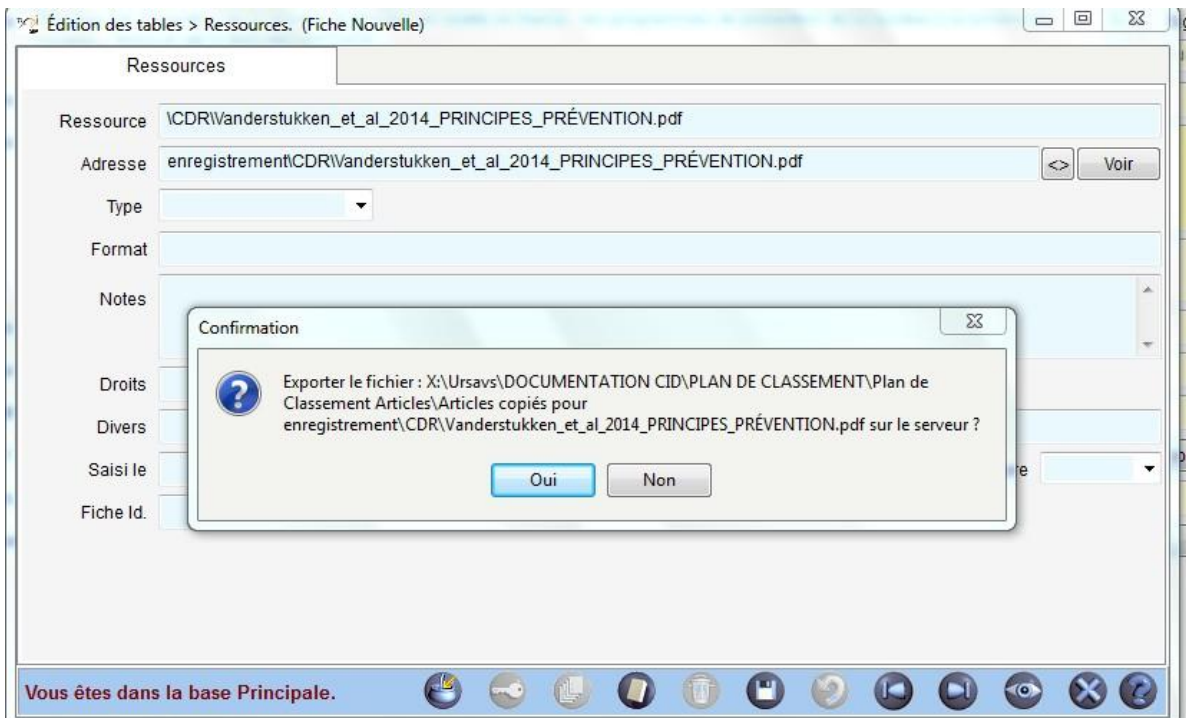 Édition des tables > Ressources. (Fiche Nouvelle)
Ressources
Ressource \CDR\Vanderstukken_et_al_2014_PRINCIPES_PRÉVENTION.pdf
Adresse enregistrement\CDR\Vanderstukken_et_al_2014_PRINCIPES_PRÉVENTION.pdf <> Voir
Type
Format
Notes
Confirmation
Exporter le fichier : X:\Ursavs\DOCUMENTATION CID\PLAN DE CLASSEMENT\Plan de
Classement Articles\Articles copiés pour
enregistrement\CDR\Vanderstukken_et_al_2014_PRINCIPES_PRÉVENTION.pdf sur le serveur ?
Oui Non
Droits
Divers
Saisi le re
Fiche Id.
Vous êtes dans la base Principale.